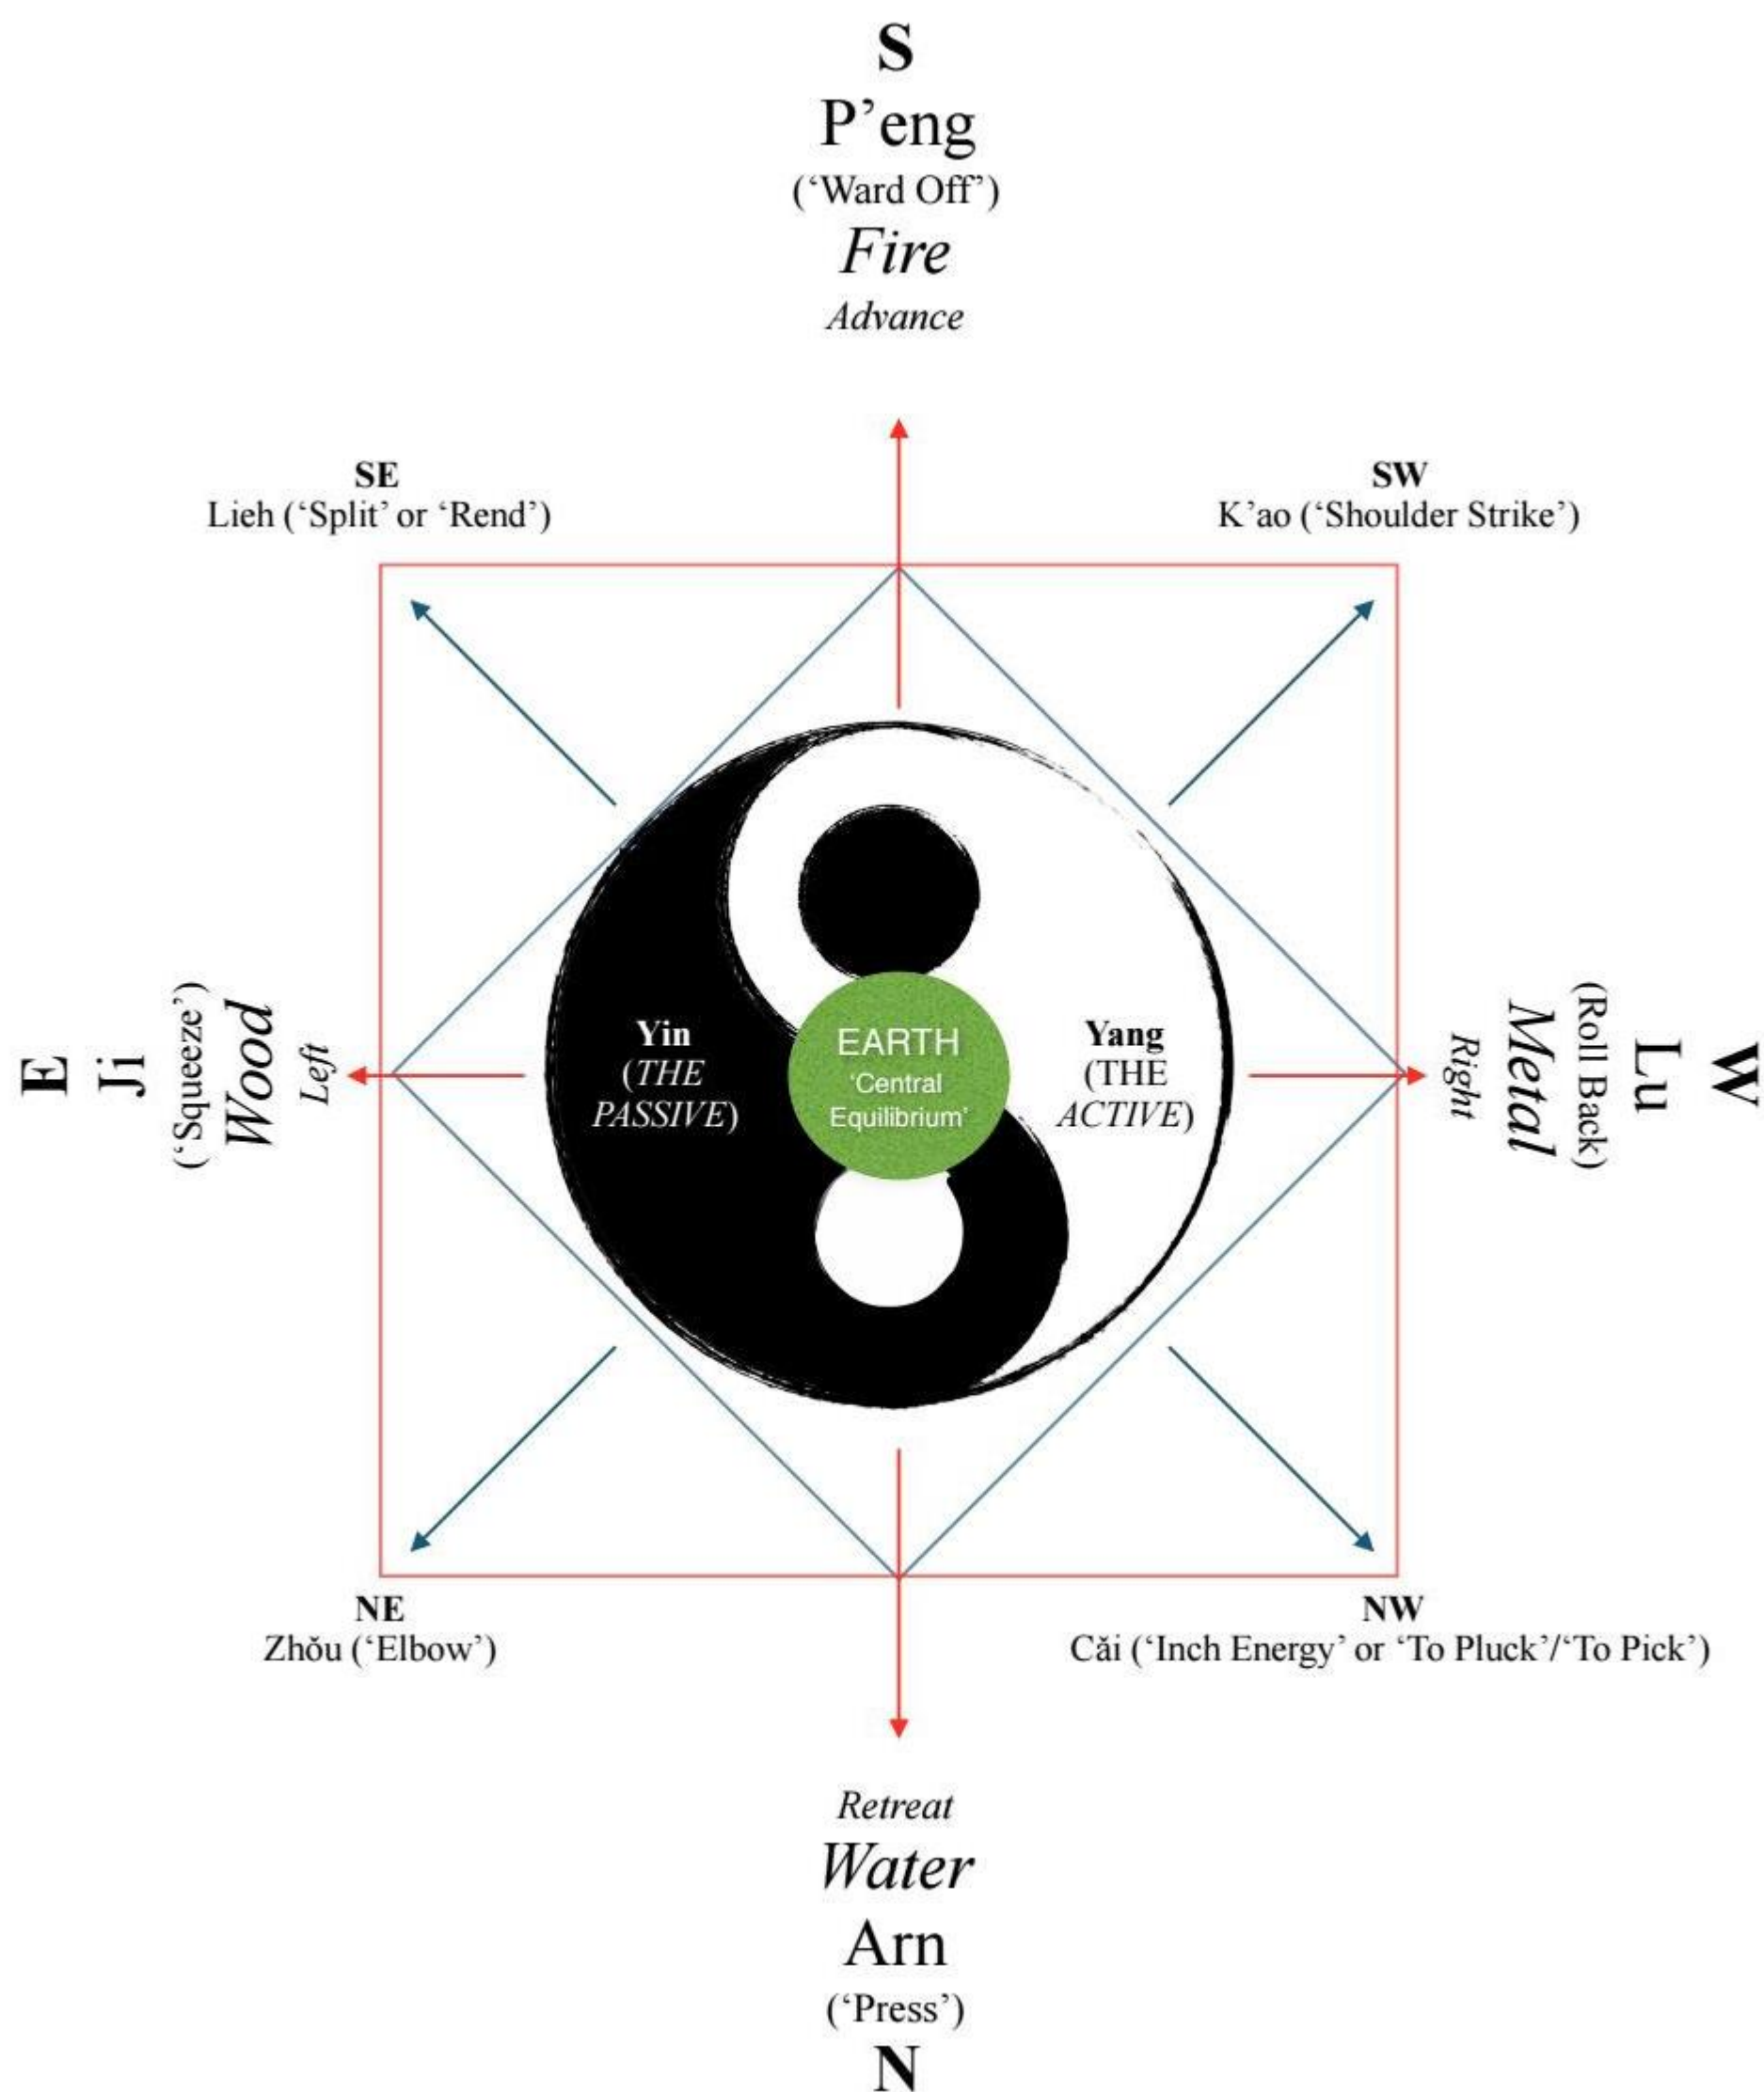 S
P’eng
(‘Ward Off’)
Fire
Advance
SE
Lieh (‘Split’ or ‘Rend’)
SW
K’ao (‘Shoulder Strike’)
E
Ji
(‘Squeeze’)
Wood
Left
Yin
(THE
PASSIVE)
EARTH
‘Central
Equilibrium’
Yang
(THE
ACTIVE)
Right
Metal
(Roll Back)
Lu
W
NE
Zhǒu (‘Elbow’)
NW
Cǎi (‘Inch Energy’ or ‘To Pluck’/‘To Pick’)
Retreat
Water
Arn
(‘Press’)
N